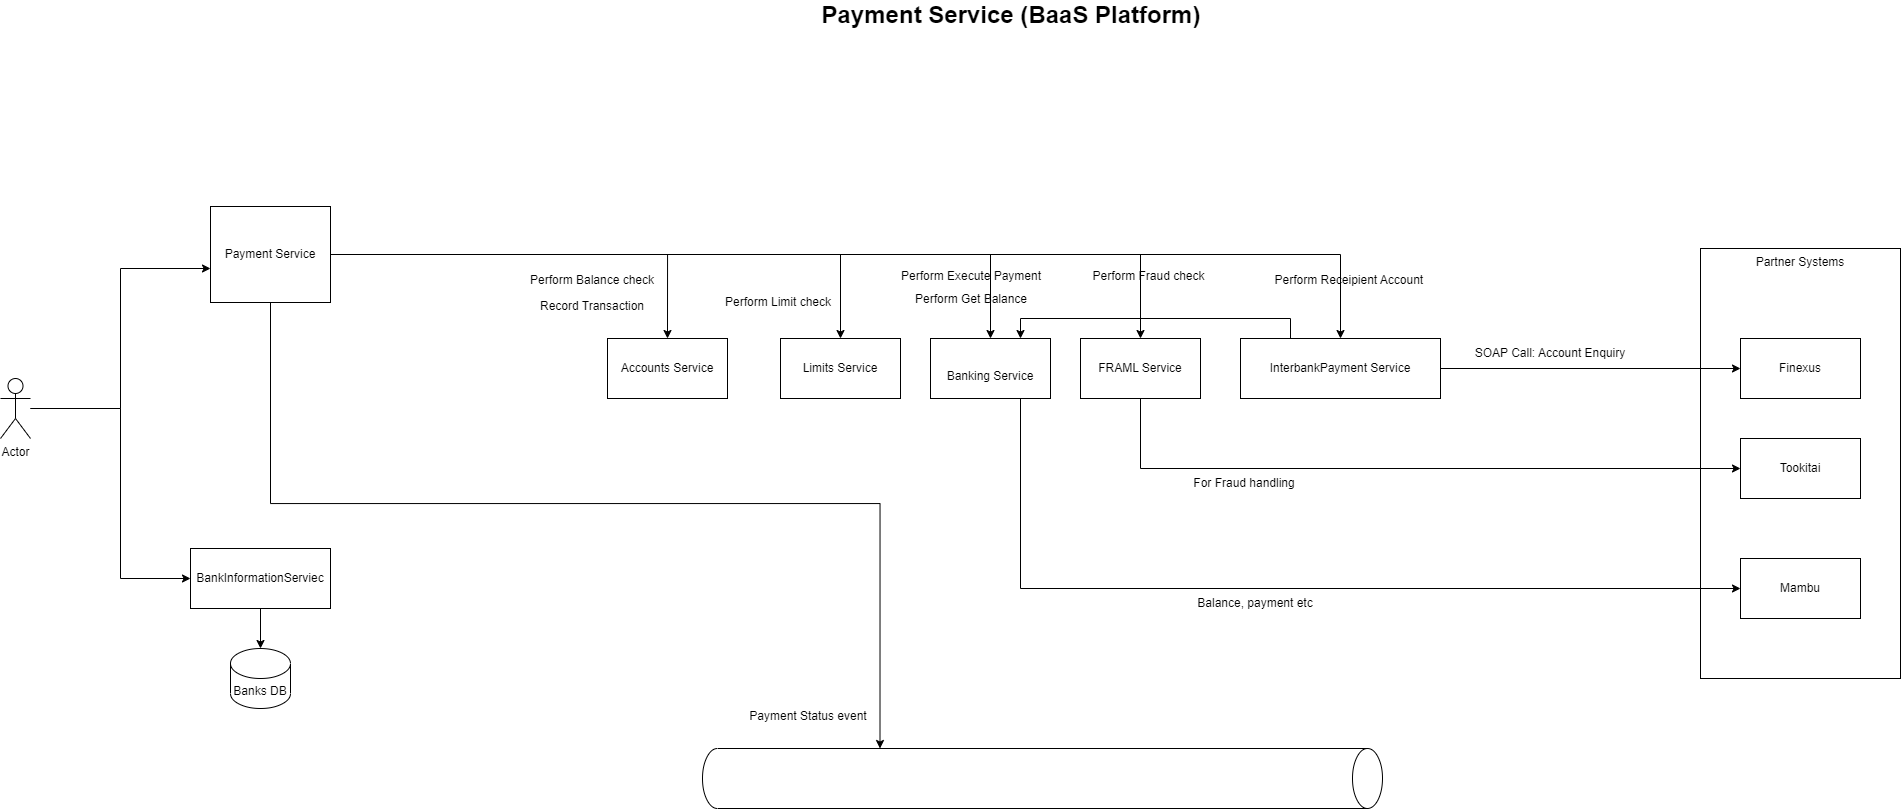 Payment Service (BaaS Platform)
Payment Service
Partner Systems
Perform Balance check
Perform Execute Payment
Perform Fraud check
Perform Receipient Account
Record Transaction
Perform Limit check
Perform Get Balance
Accounts Service
Limits Service
Banking Service
FRAML Service
InterbankPayment Service
SOAP Call: Account Enquiry
Finexus
Actor
Tookitai
For Fraud handling
BankInformationServiec
Mambu
Balance, payment etc
Banks DB
Payment Status event